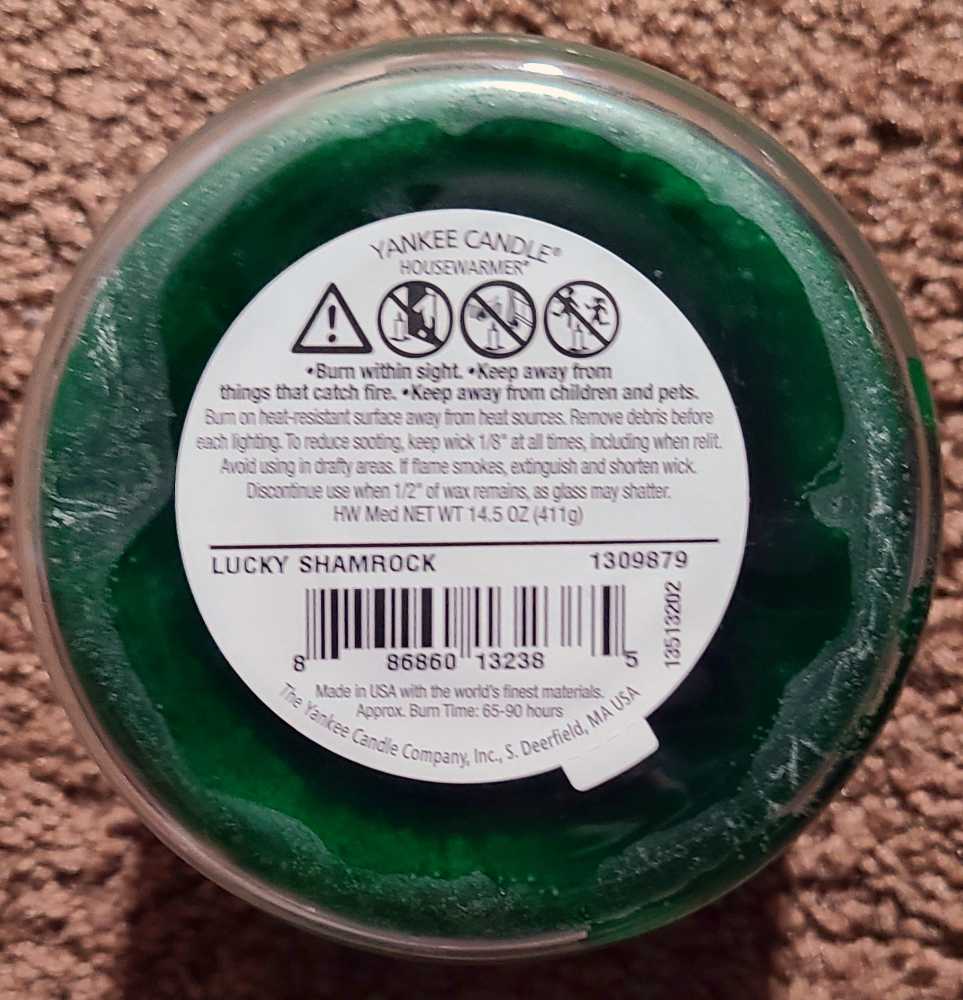 YANKEE CANDLE®
HOUSEWARMER®
•Burn within sight. •Keep away from
things that catch fire. •Keep away from children and pets.
Burn on heat-resistant surface away from heat sources. Remove debris before
each lighting. To reduce sooting, keep wick 1/8" at all times, including when relit.
Avoid using in drafty areas. If flame smokes, extinguish and shorten wick.
Discontinue use when 1/2" of wax remains, as glass may shatter.
HW Med NET WT 14.5 OZ (411g)
LUCKY SHAMROCK 1309879
13513202
8 86860 13238 5
Made in USA with the world's finest materials.
Approx. Burn Time: 65-90 hours
The Yankee Candle Company, Inc., S. Deerfield, MA USA